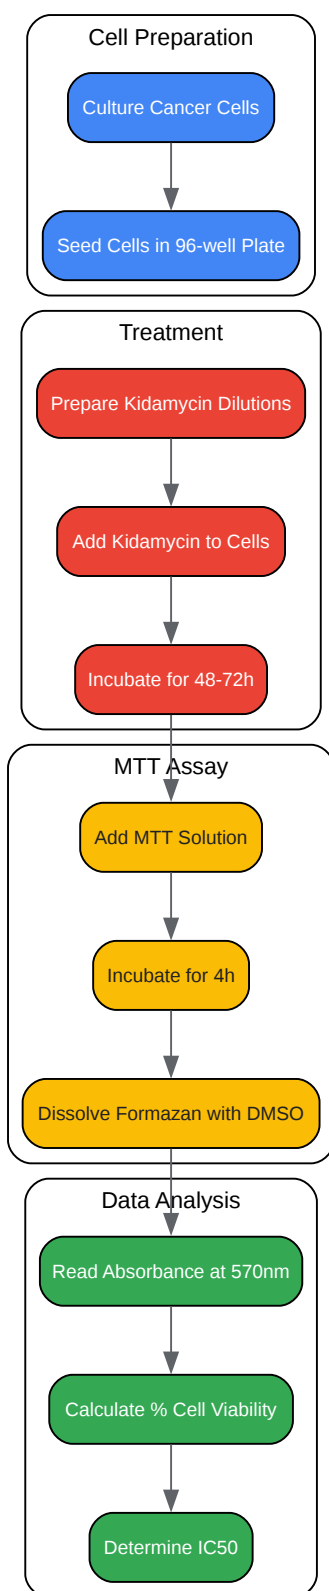 Cell Preparation
Culture Cancer Cells
Seed Cells in 96-well Plate
Treatment
Prepare Kidamycin Dilutions
Add Kidamycin to Cells
Incubate for 48-72h
MTT Assay
Add MTT Solution
Incubate for 4h
Dissolve Formazan with DMSO
Data Analysis
Read Absorbance at 570nm
Calculate % Cell Viability
Determine IC50